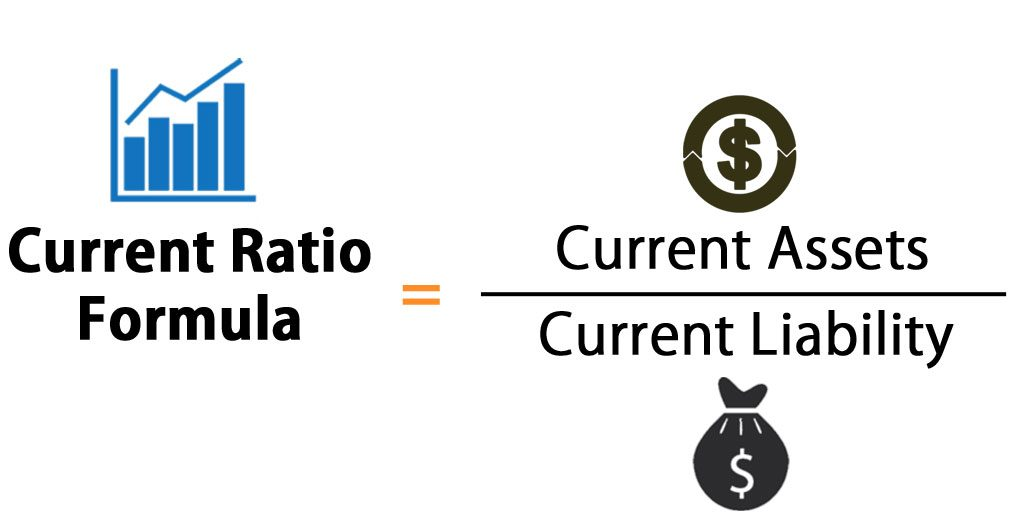 Current Ratio
Formula
=
Current Assets
Current Liability
$
$